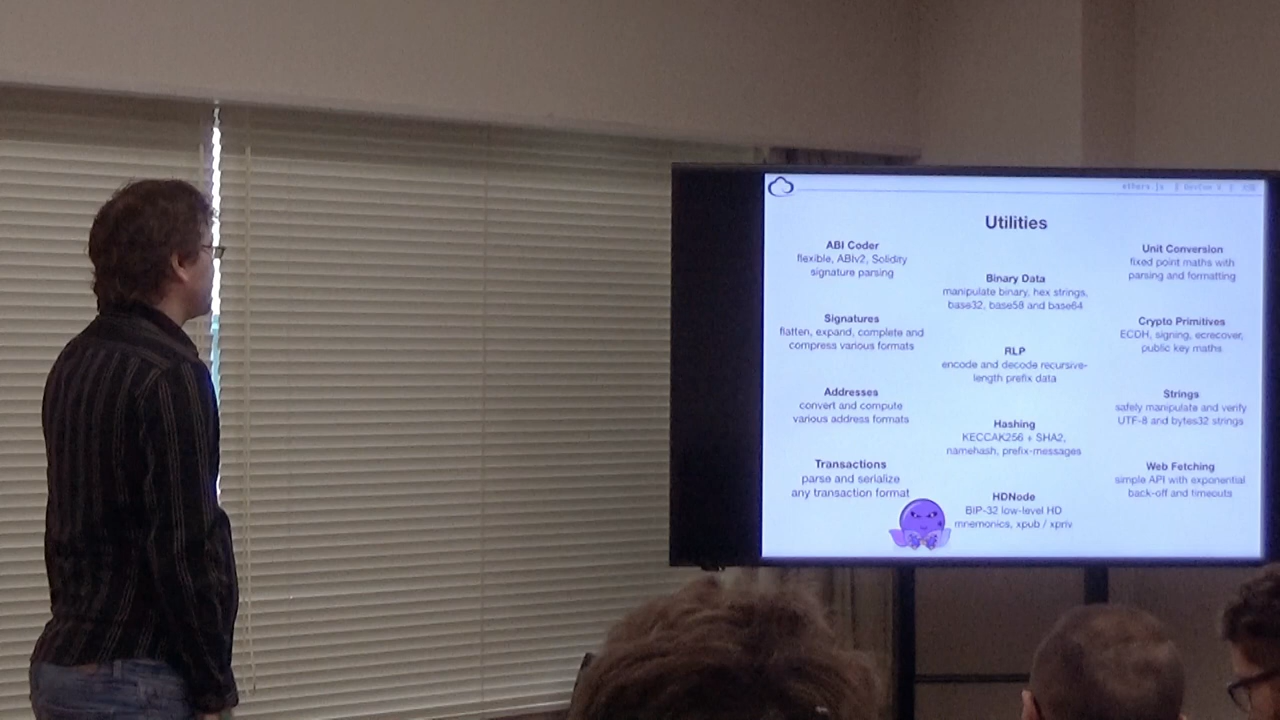 ethers.js
DevCon 5
Utilities
ABI Coder
flexible, ABIv2, Solidity
signature parsing
Signatures
flatten, expand, complete and
compress various formats
Addresses
convert and compute
various address formats
Transactions
parse and serialize
any transaction format
Binary Data
manipulate binary, hex strings,
base32, base58 and base64
RLP
encode and decode recursive-
length prefix data
Hashing
KECCAK256 + SHA2,
namehash, prefix-messages
HDNode
BIP-32 low-level HD
mnemonics, xpub / xpriv
Unit Conversion
fixed point maths with
parsing and formatting
Crypto Primitives
ECDH, signing, ecrecover,
public key maths
Strings
safely manipulate and verify
UTF-8 and bytes32 strings
Web Fetching
simple API with exponential
back-off and timeouts